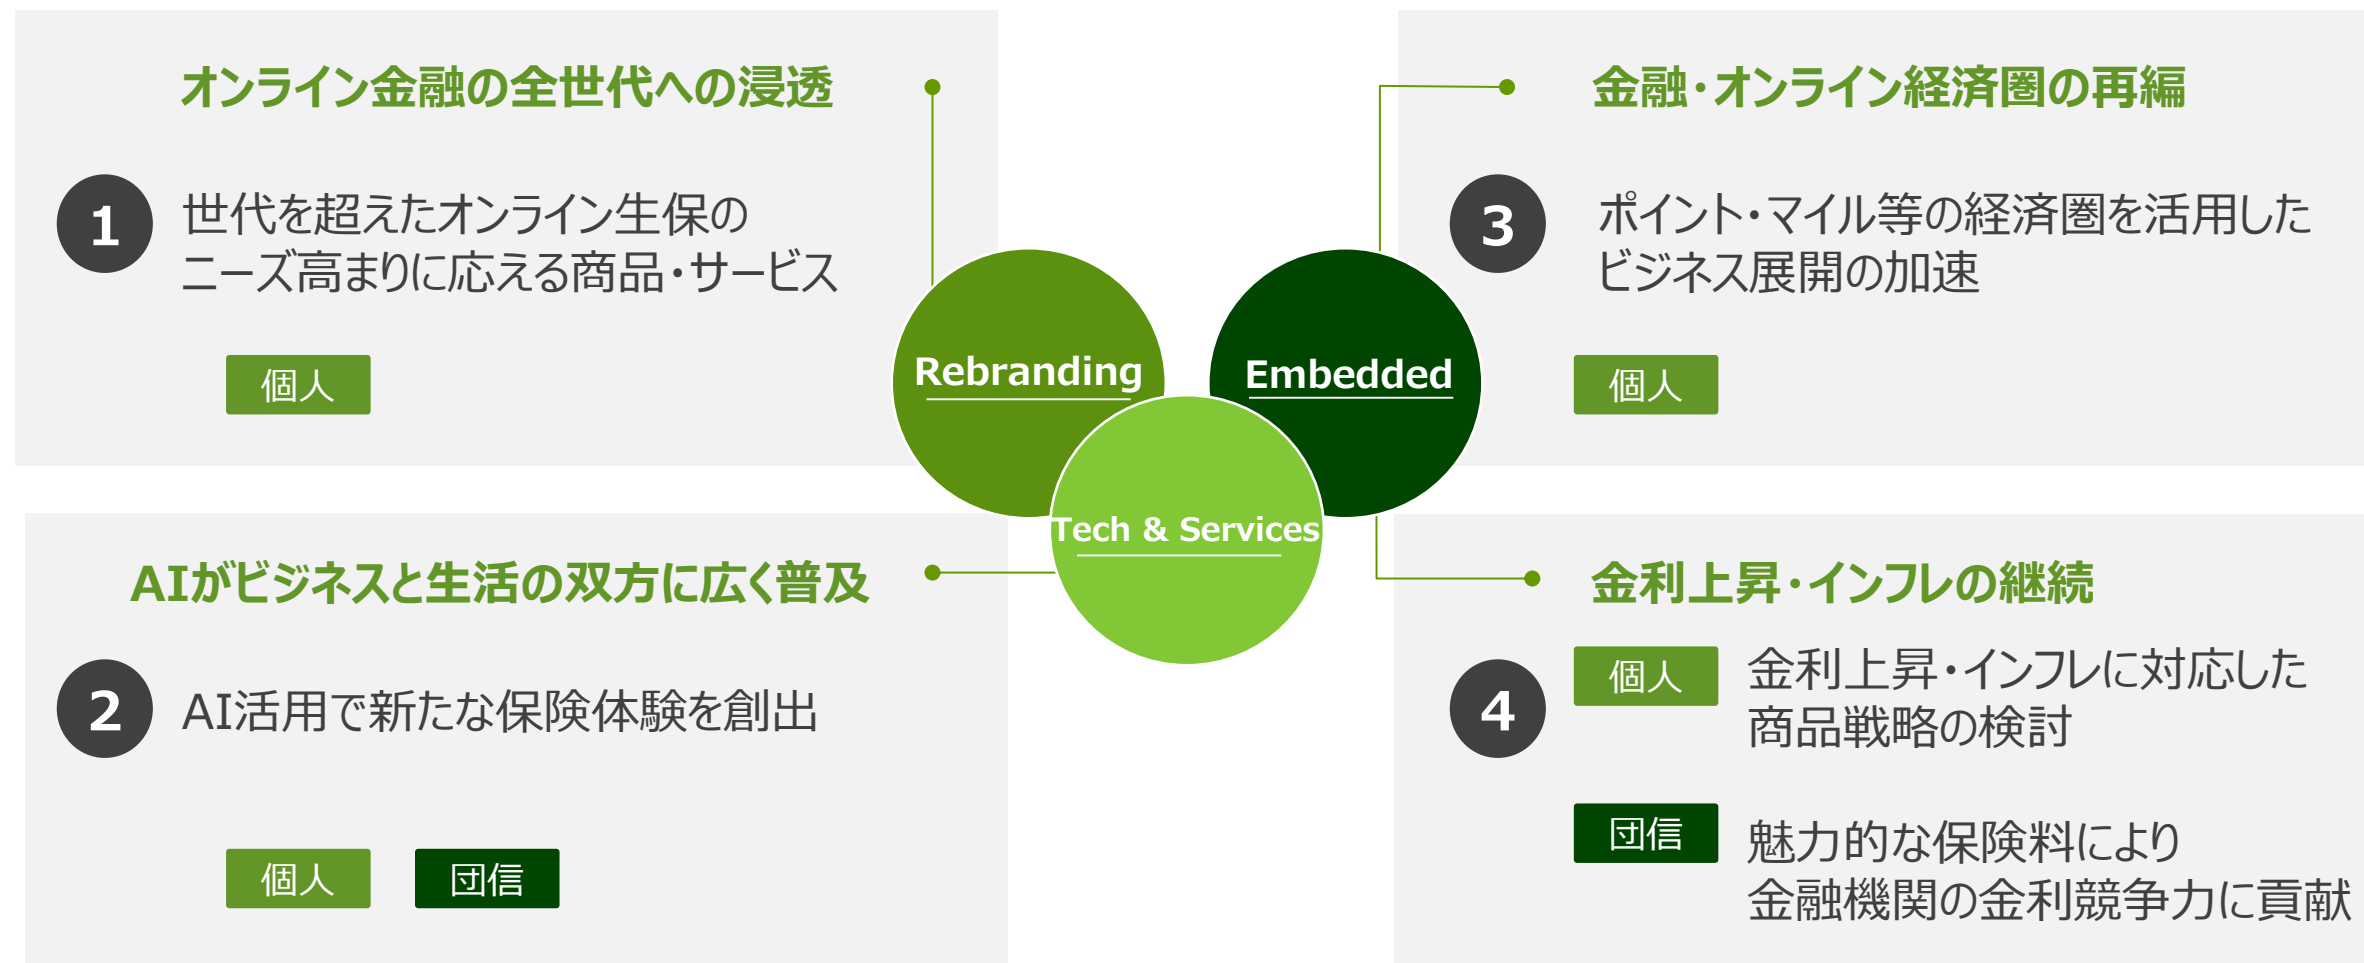 オンライン金融の全世代への浸透
1
世代を超えたオンライン生保の
ニーズ高まりに応える商品・サービス
個人
AIがビジネスと生活の双方に広く普及
2
AI活用で新たな保険体験を創出
個人
団信
Rebranding
Embedded
Tech & Services
金融・オンライン経済圏の再編
3
ポイント・マイル等の経済圏を活用した
ビジネス展開の加速
個人
金利上昇・インフレの継続
4
個人
金利上昇・インフレに対応した
商品戦略の検討
団信
魅力的な保険料により
金融機関の金利競争力に貢献